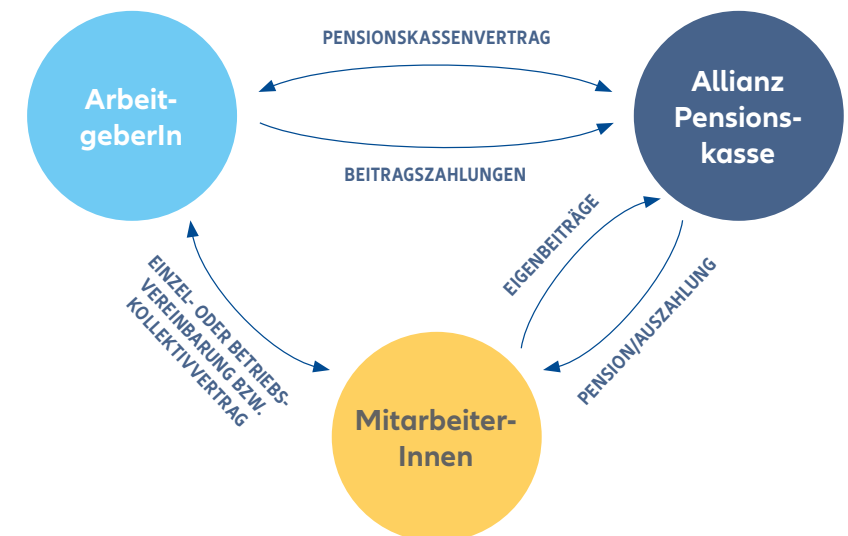 PENSIONSKASSENVERTRAG
Arbeit-
geberIn
Allianz
Pensions-
kasse
BEITRAGSZAHLUNGEN
EIGENBEITRÄGE
PENSION/AUSZAHLUNG
EINZEL- ODER BETRIEBS-
VEREINBARUNG BZW.
KOLLEKTIVVERTRAG
Mitarbeiter-
Innen